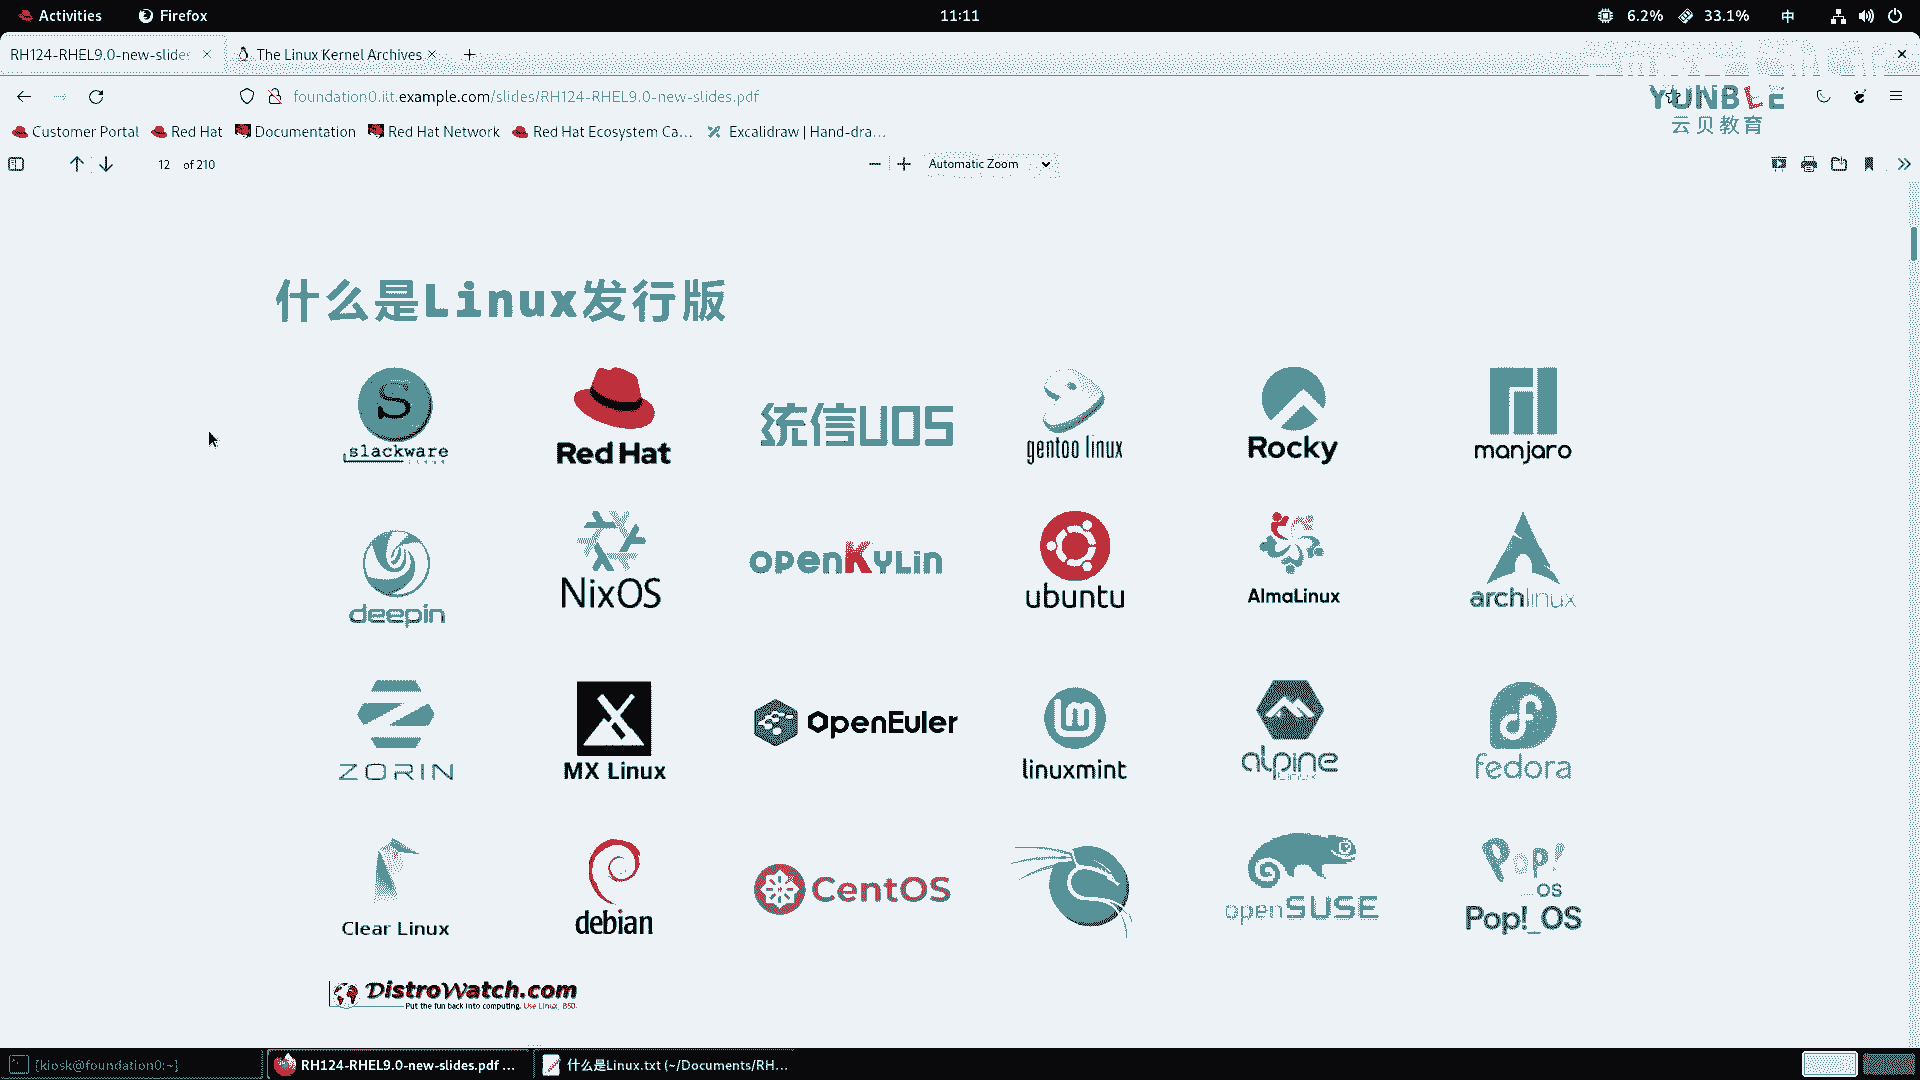 Activities Firefox 11:11 6.2% 33.1% 中
RH124-RHEL9.0-new-slide The Linux Kernel Archives
foundation0.ilt.example.com/slides/RH124-RHEL9.0-new-slides.pdf
YUNBLE
云贝教育
Customer Portal Red Hat Documentation Red Hat Network Red Hat Ecosystem Ca... Excalidraw | Hand-dra...
12 of 210 Automatic Zoom
什么是Linux发行版
S
slackware
Red Hat
统信UOS
gentoo linux
Rocky
manjaro
deepin
NixOS
openKylin
ubuntu
AlmaLinux
archlinux
ZORIN
MX Linux
OpenEuler
linuxmint
alpine
Linux
fedora
Clear Linux
debian
CentOS
openSUSE
Pop!
_OS
Pop!_OS
DistroWatch.com
Put the fun back into computing. Use Linux, BSD.
[kiosk@foundation0:~] RH124-RHEL9.0-new-slides.pdf ... 什么是Linux.txt (~/Documents/RH...